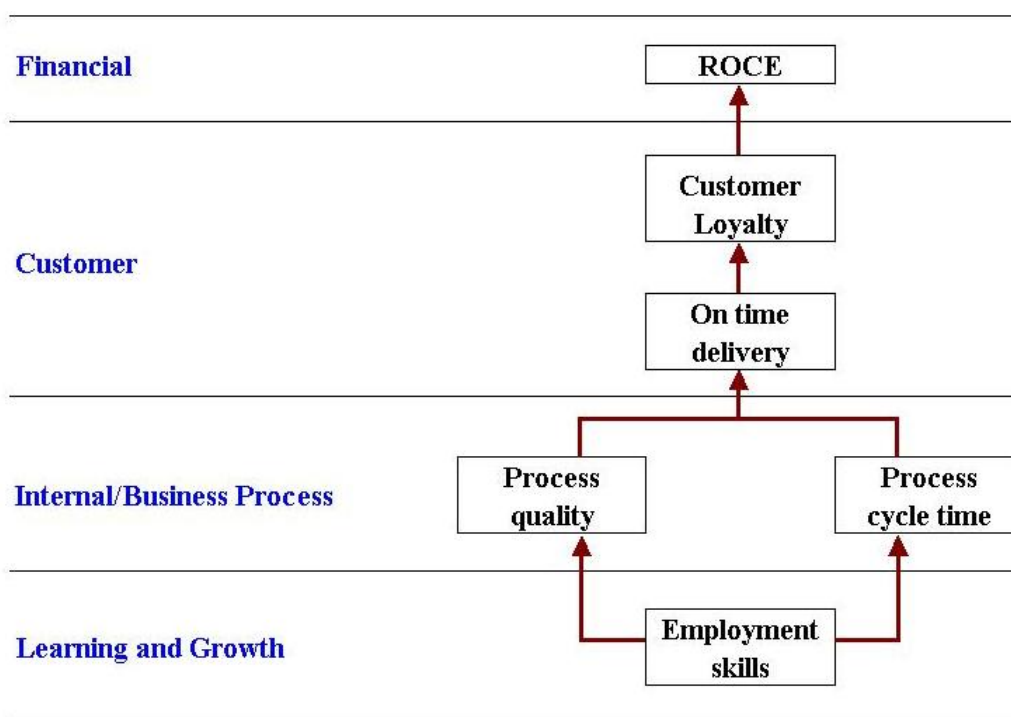 Financial
ROCE
Customer
Loyalty
Customer
On time
delivery
Internal/Business Process
Process
quality
Process
cycle time
Learning and Growth
Employment
skills